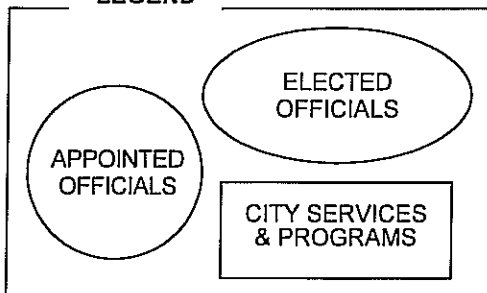 LEGEND
ELECTED
OFFICIALS
APPOINTED
OFFICIALS
CITY SERVICES
& PROGRAMS